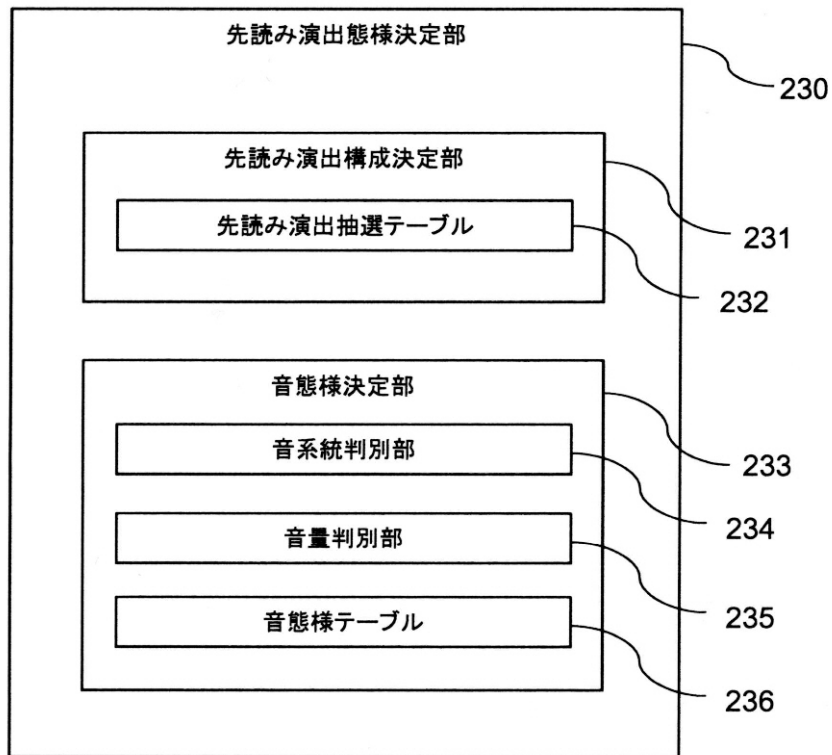 先読み演出態様決定部
230
先読み演出構成決定部
231
先読み演出抽選テーブル
232
音態様決定部
233
音系統判別部
234
音量判別部
235
音態様テーブル
236